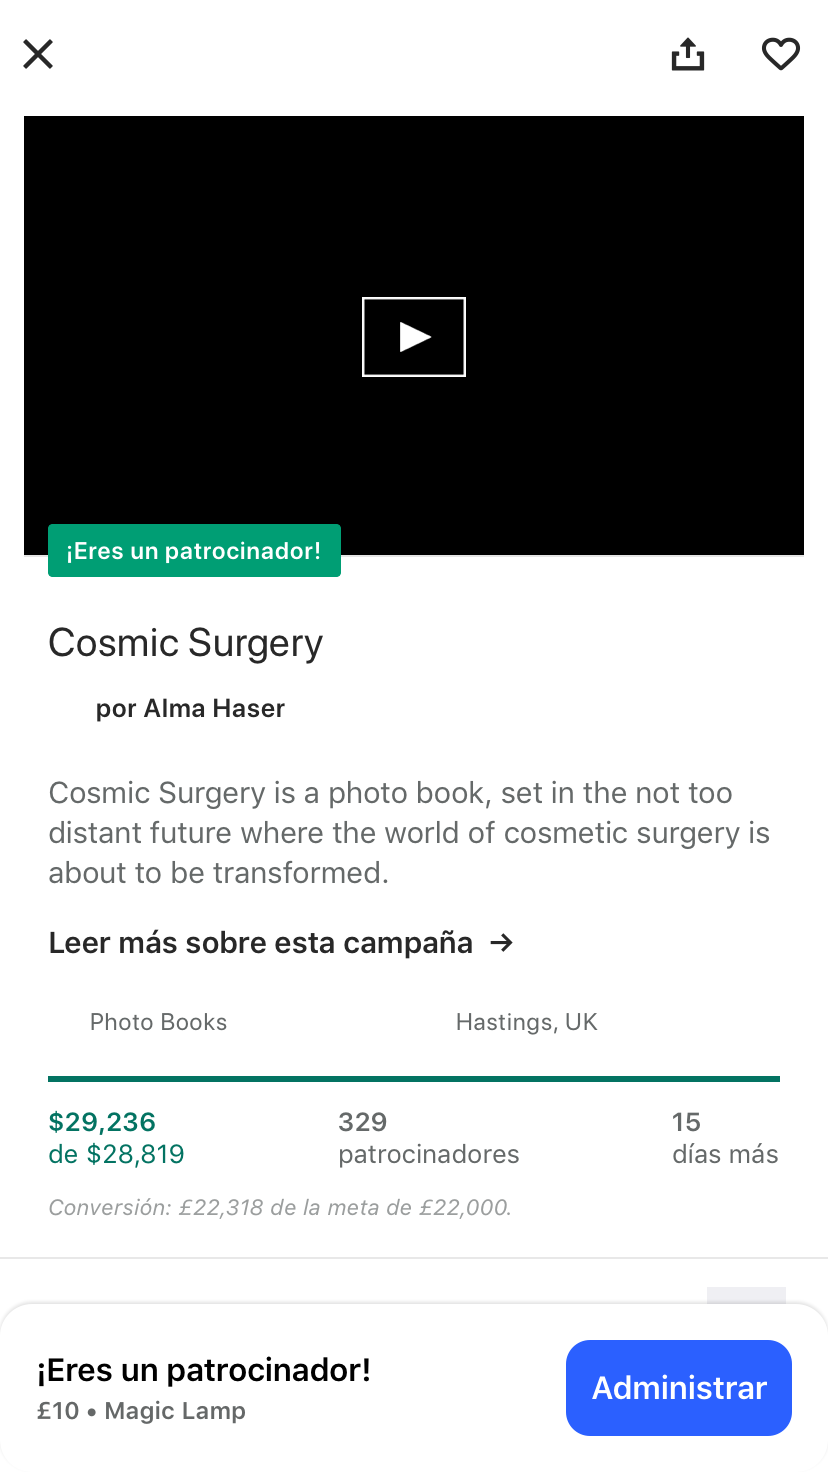 ¡Eres un patrocinador!
Cosmic Surgery
por Alma Haser
Cosmic Surgery is a photo book, set in the not too
distant future where the world of cosmetic surgery is
about to be transformed.
Leer más sobre esta campaña →
Photo Books
Hastings, UK
$29,236
de $28,819
329
patrocinadores
15
días más
Conversión: £22,318 de la meta de £22,000.
¡Eres un patrocinador!
£10 • Magic Lamp
Administrar